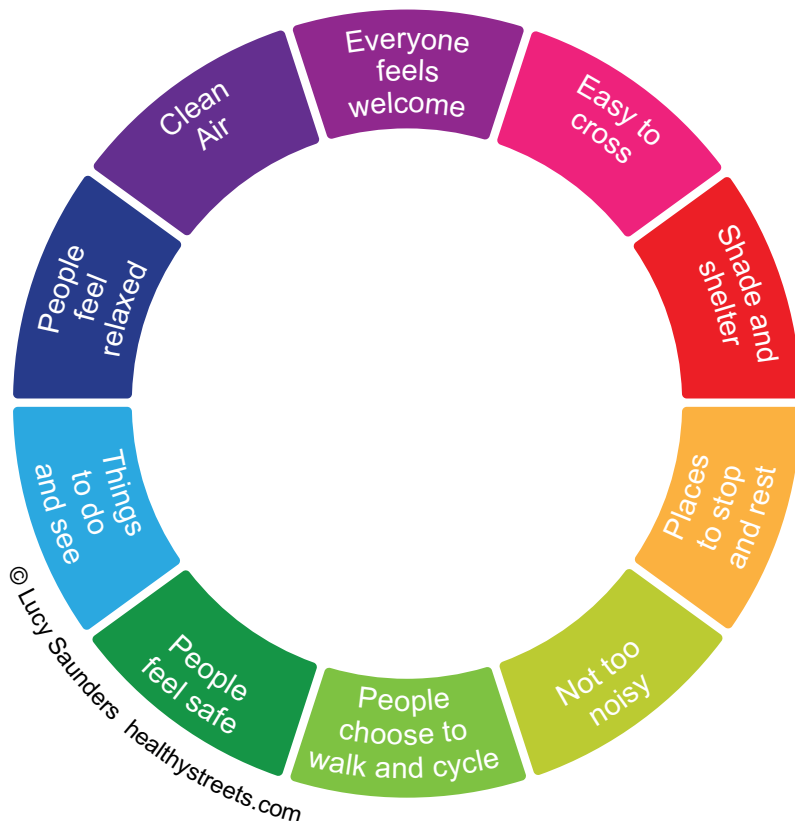 Everyone
feels
welcome
Easy to
cross
Shade and
shelter
Places
to stop
and rest
Not too
noisy
People
choose to
walk and cycle
People
feel safe
Things
to do
and see
People
feel
relaxed
Clean
Air
© Lucy Saunders healthystreets.com